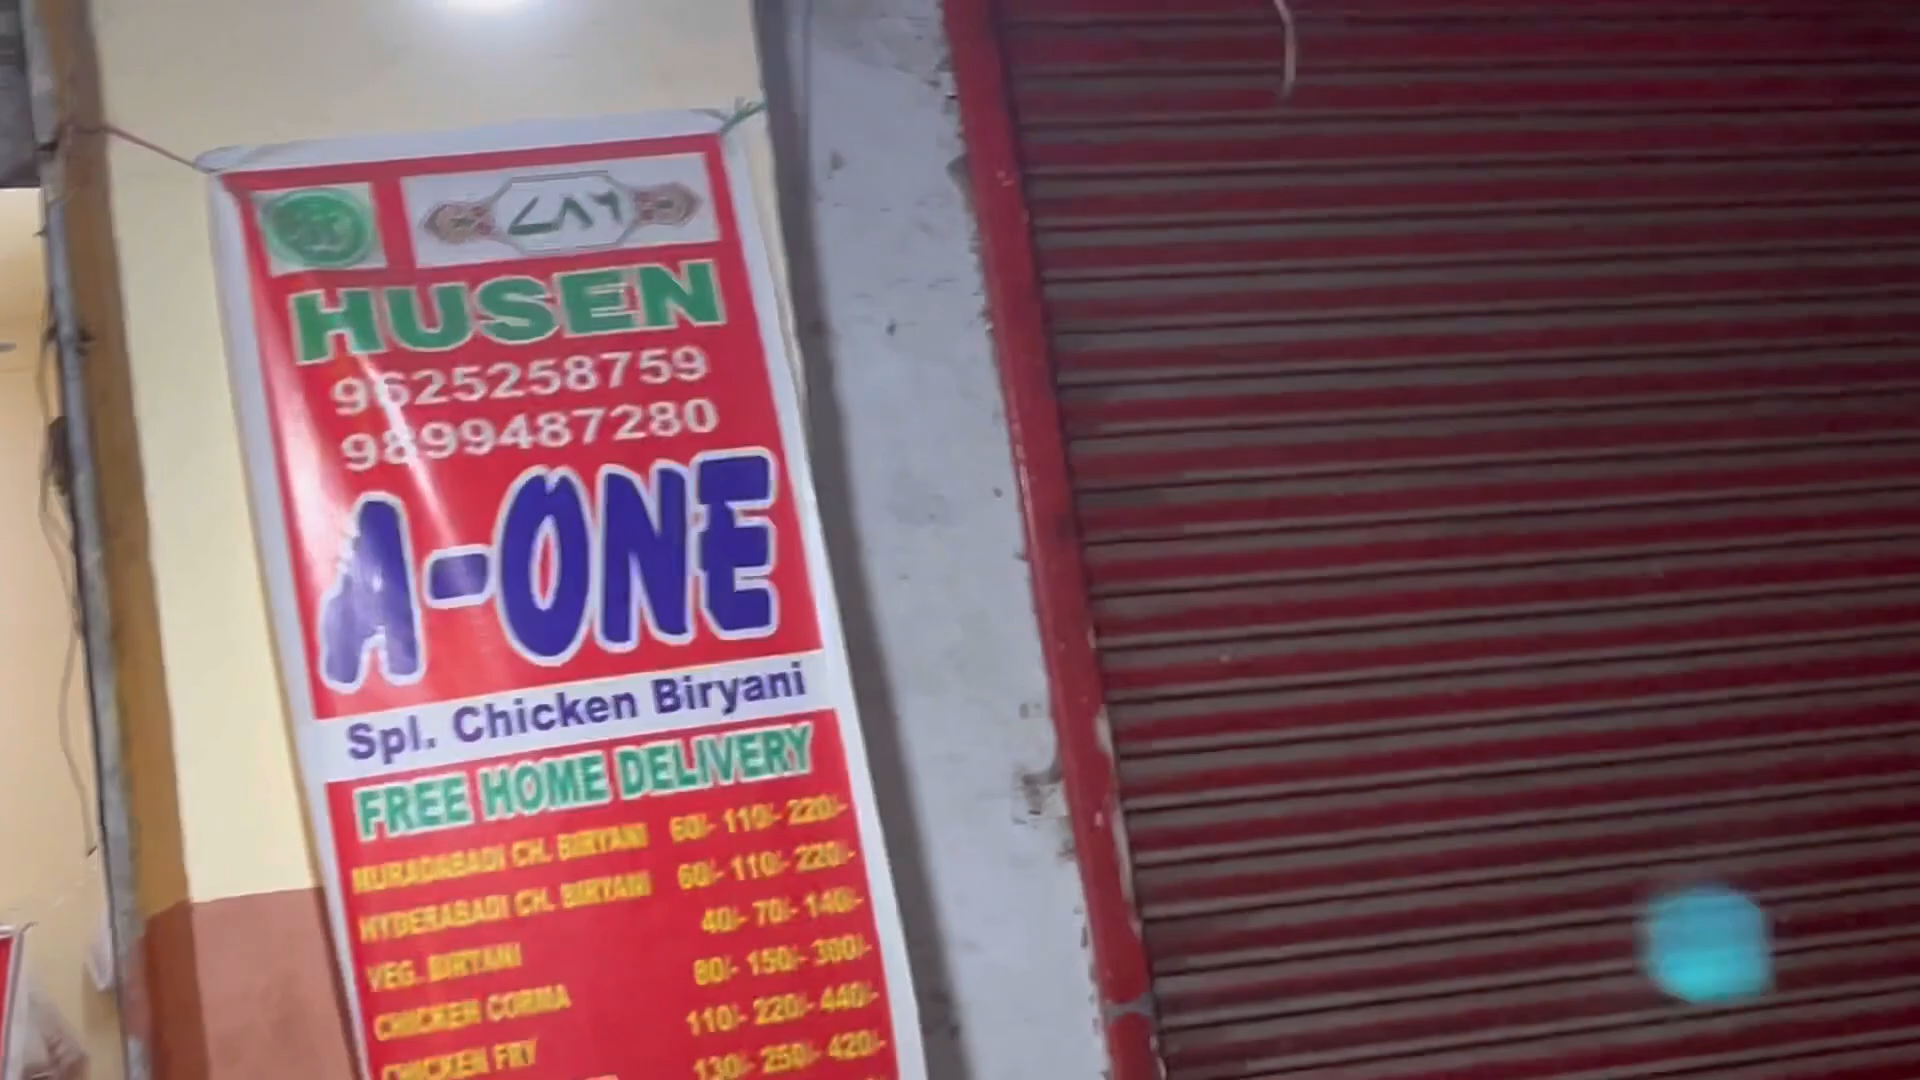 ٧٨٦
HUSEN
9625258759
9899487280
A-ONE
Spl. Chicken Biryani
FREE HOME DELIVERY
MURADABADI CH. BIRYANI 60/- 110/- 220/-
HYDERABADI CH. BIRYANI 60/- 110/- 220/-
VEG. BIRYANI 40/- 70/- 140/-
CHICKEN CORMA 80/- 150/- 300/-
CHICKEN FRY 110/- 220/- 440/-
130/- 250/- 420/-